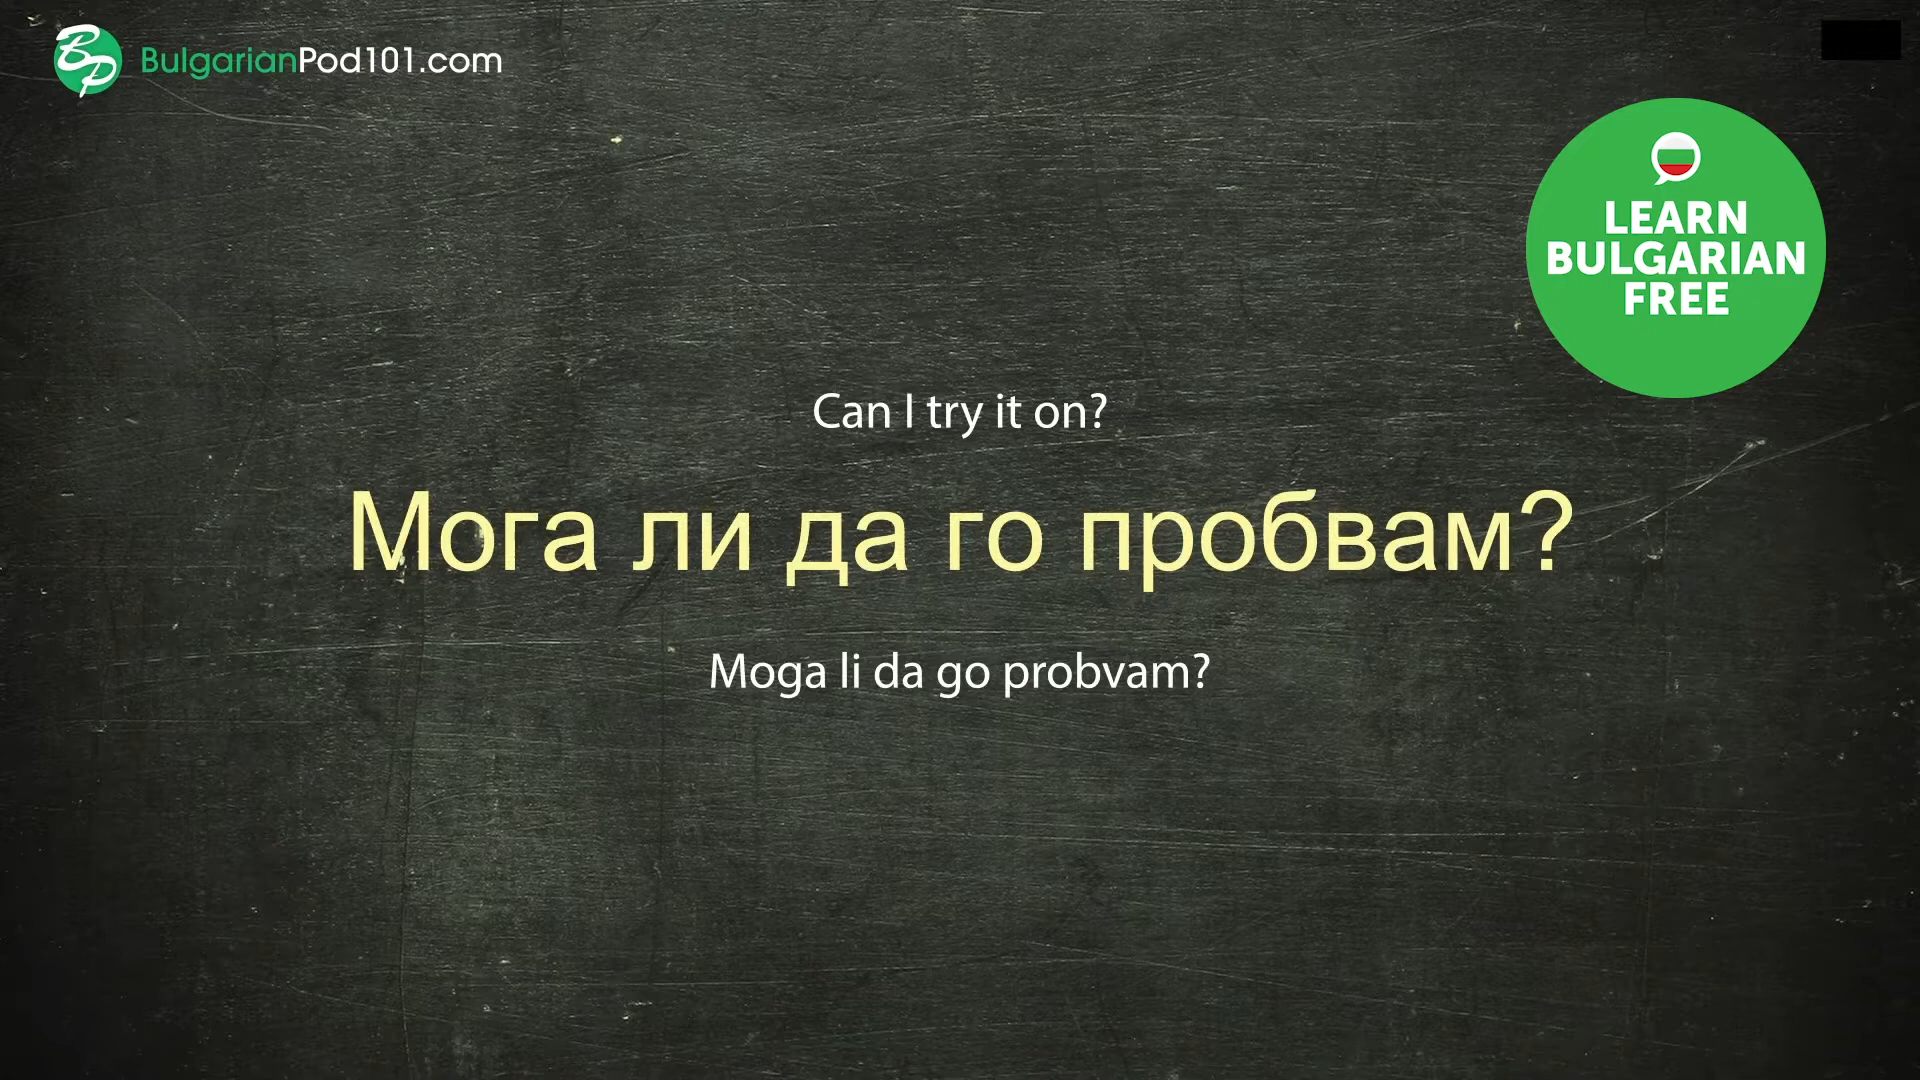 BulgarianPod101.com
LEARN
BULGARIAN
FREE
Can I try it on?
Мога ли да го пробвам?
Moga li da go probvam?